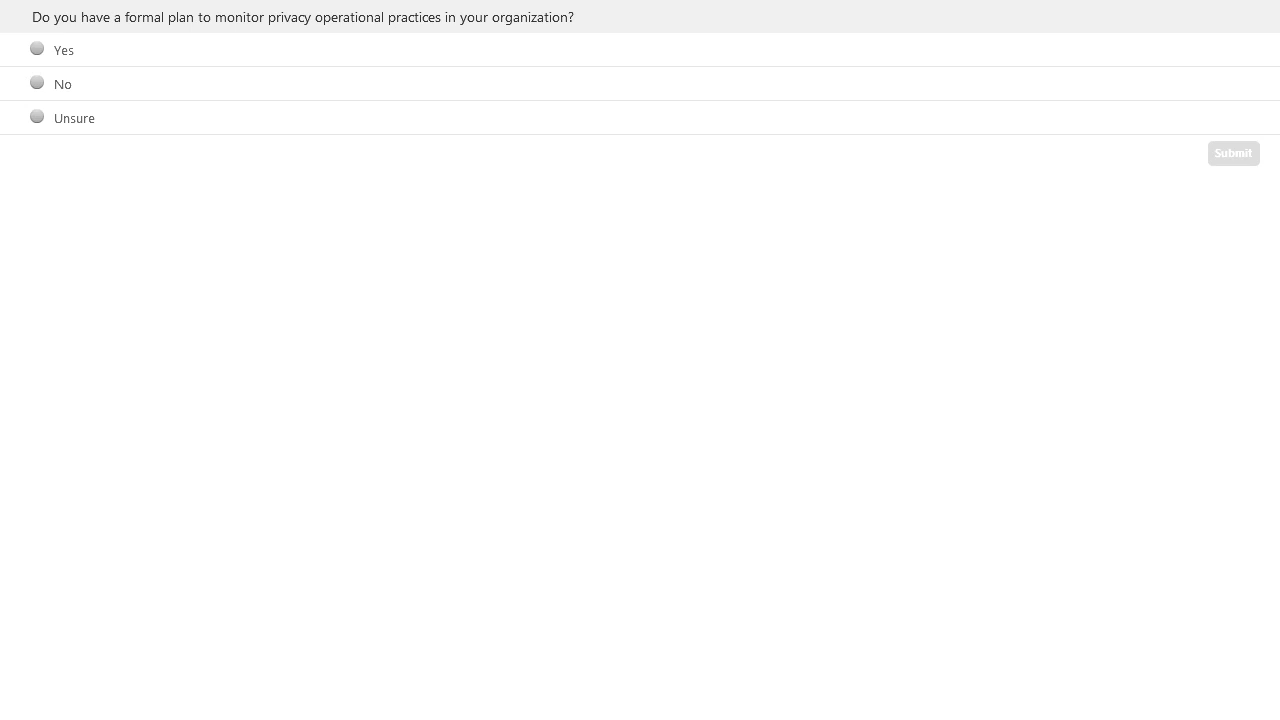 Do you have a formal plan to monitor privacy operational practices in your organization?
Yes
No
Unsure
Submit